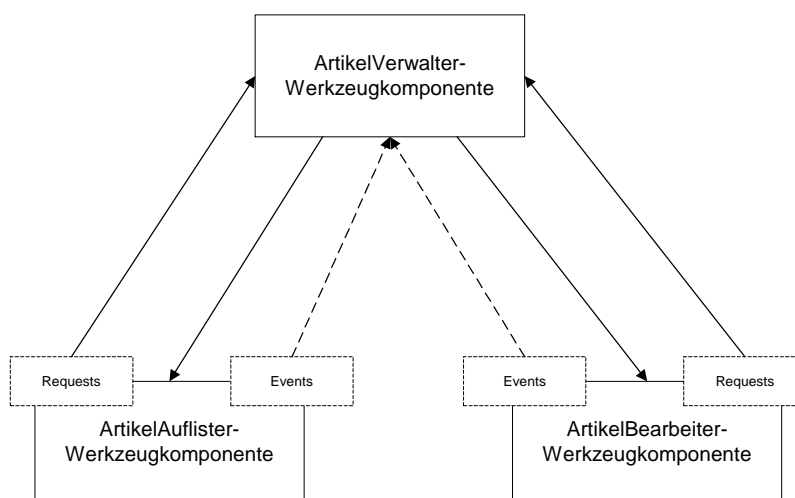 ArtikelVerwalter-
Werkzeugkomponente
Requests
Events
Events
Requests
ArtikelAuflister-
Werkzeugkomponente
ArtikelBearbeiter-
Werkzeugkomponente